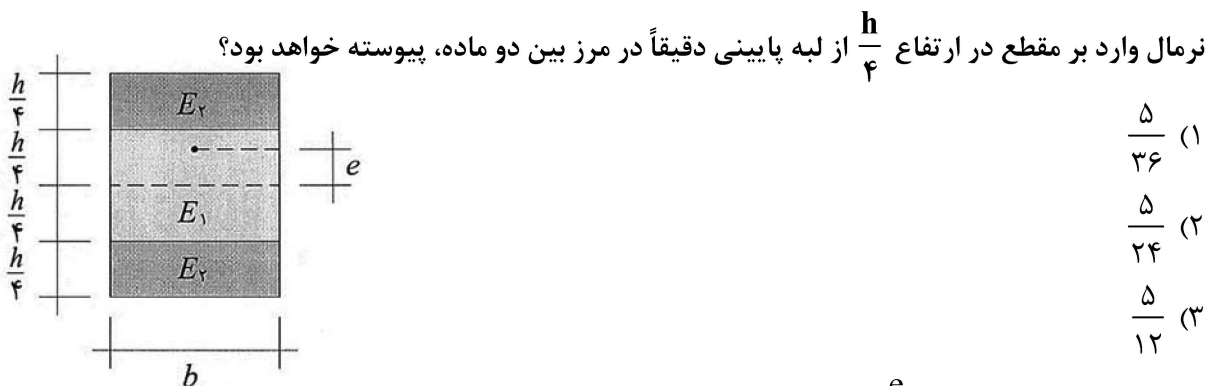 نرمال وارد بر مقطع در ارتفاع h/۴ از لبه پایینی دقیقاً در مرز بین دو ماده، پیوسته خواهد بود؟
۱) ۵/۳۶
۲) ۵/۲۴
۳) ۵/۱۲
h/۴
h/۴
h/۴
h/۴
E۲
e
E۱
E۲
b
e